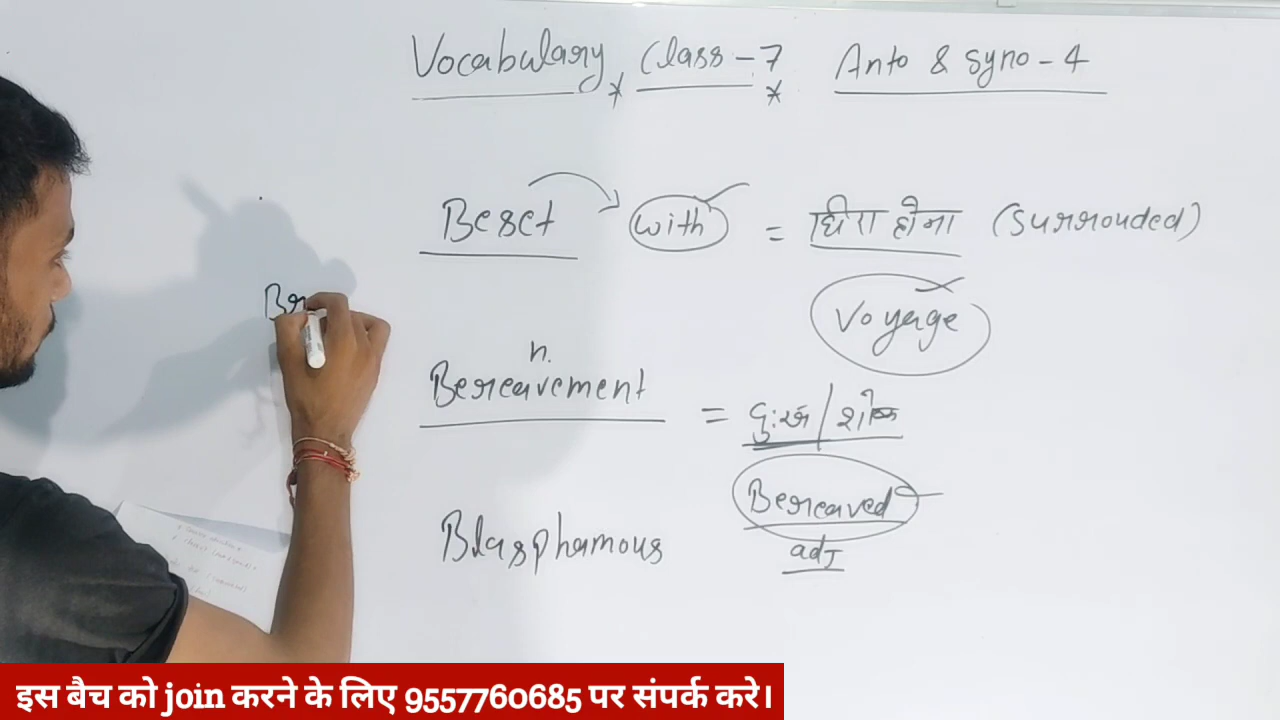 Vocabulary Class - 7 Anto & Syno - 4
Beset with = घिरा होना (Surrouded)
Voyage
n.
Bereavement = दुःख / शोक
Bereaved
adj
Blasphamous
Br
इस बैच को join करने के लिए 9557760685 पर संपर्क करे।